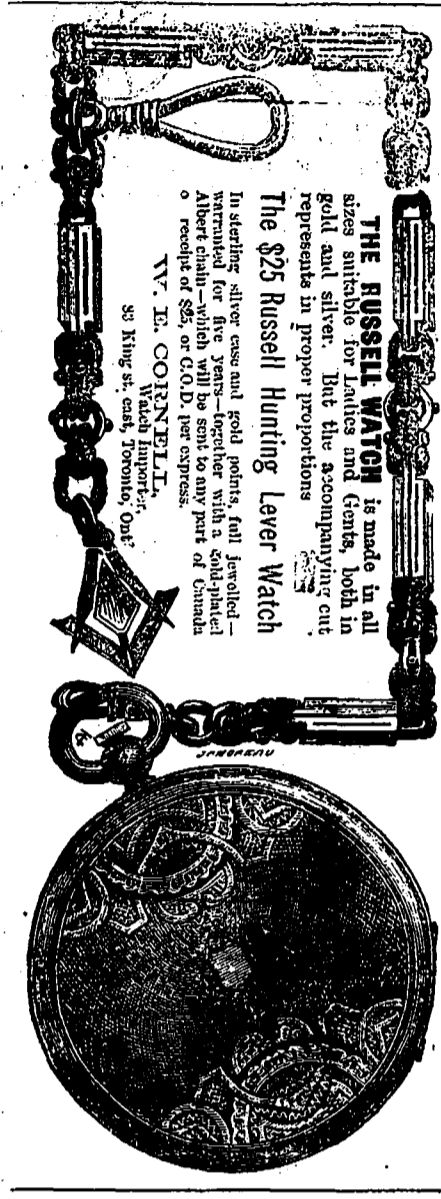 THE RUSSELL WATCH is made in all
sizes suitable for Ladies and Gents, both in
gold and silver. But the accompanying cut
represents in proper proportions
The $25 Russell Hunting Lever Watch
In sterling silver case and gold points, full jewelled—
warranted for five years—together with a gold-plated
Albert chain—which will be sent to any part of Canada
o receipt of $25, or C.O.D. per express.
W. E. CORNELL,
Watch Importer,
83 King st. east, Toronto, Ont.